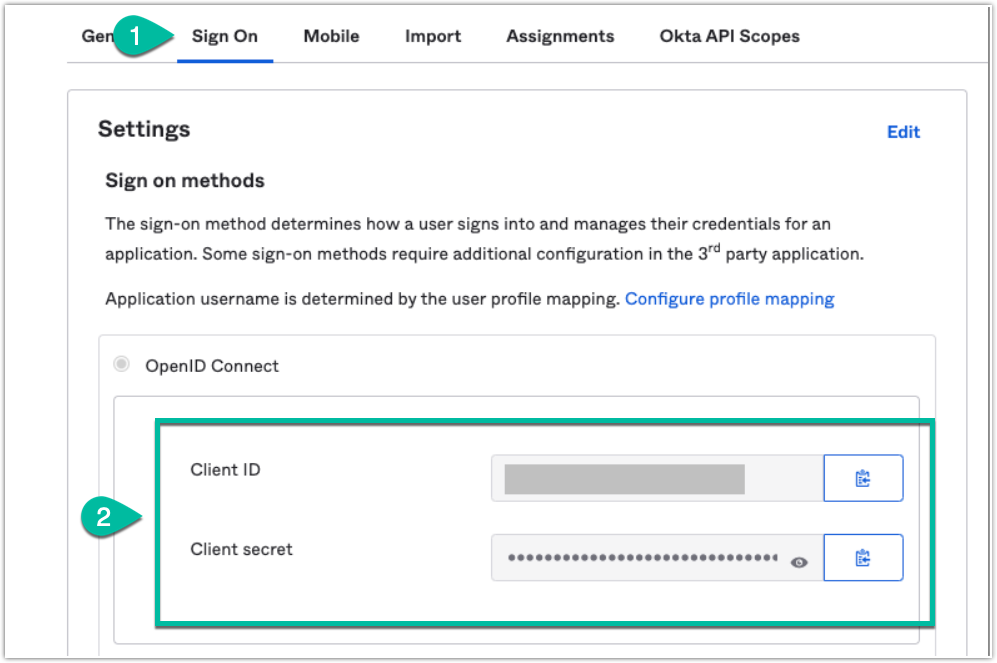 Gen 1 Sign On Mobile Import Assignments Okta API Scopes
Settings
Edit
Sign on methods
The sign-on method determines how a user signs into and manages their credentials for an
application. Some sign-on methods require additional configuration in the 3rd party application.
Application username is determined by the user profile mapping. Configure profile mapping
OpenID Connect
Client ID
2
Client secret ••••••••••••••••••••••••••••••